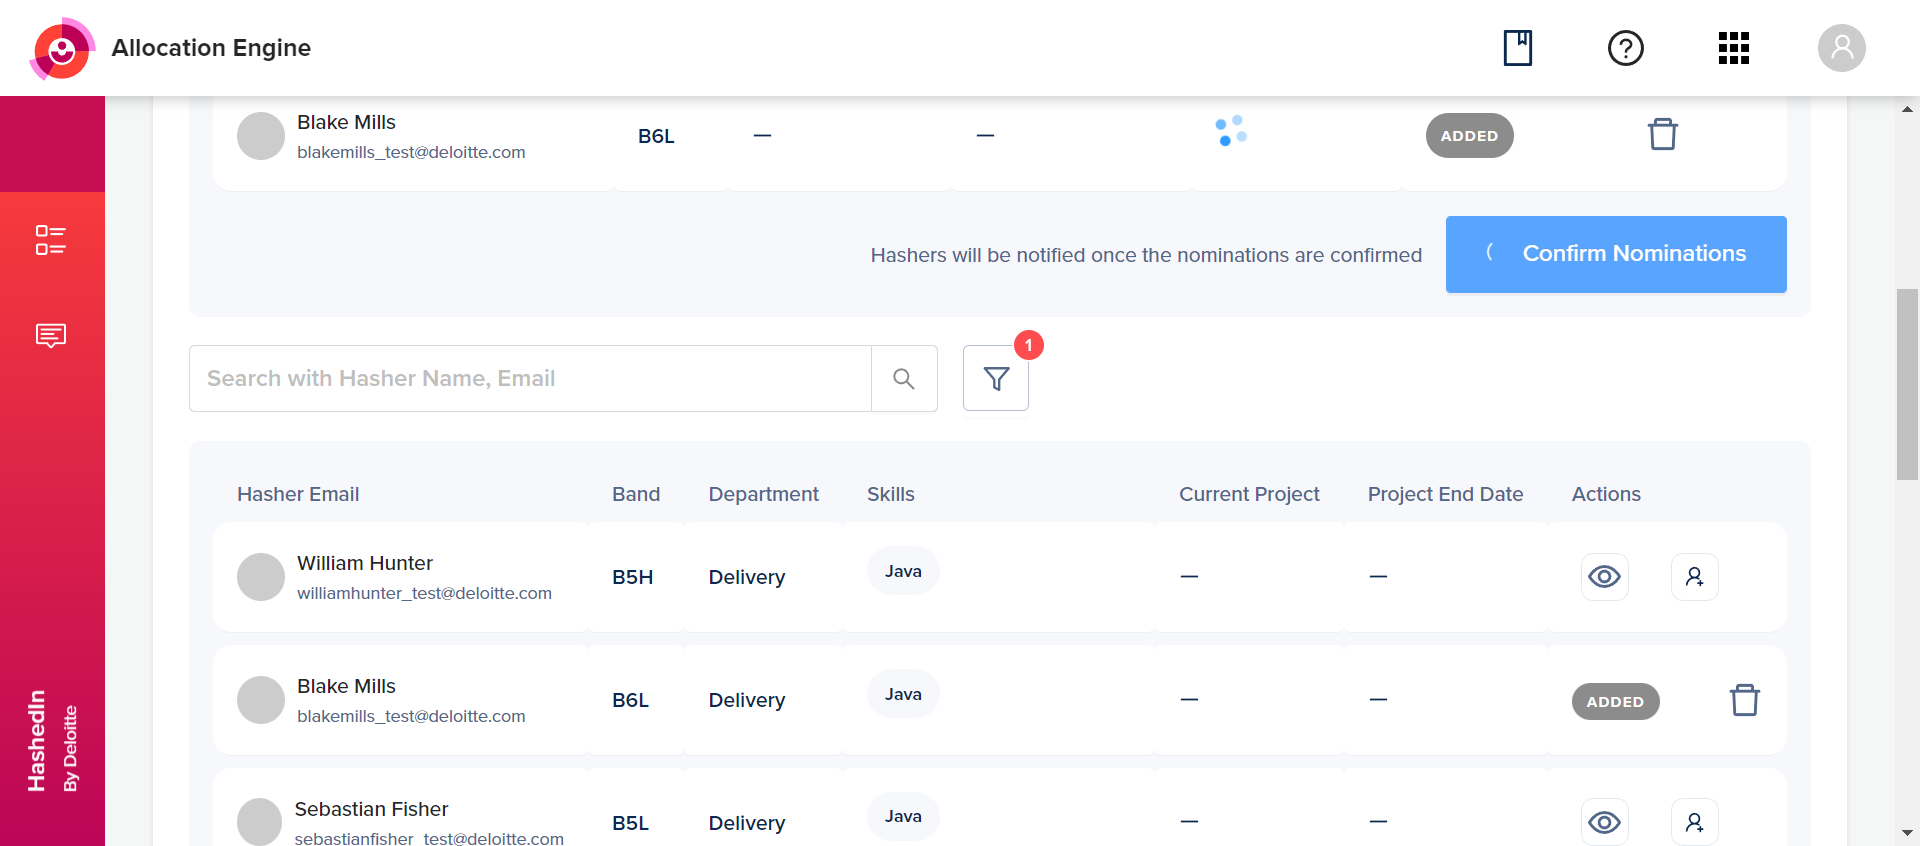 Allocation Engine
Blake Mills
blakemills_test@deloitte.com
B6L
—
—
ADDED
Hashers will be notified once the nominations are confirmed
Confirm Nominations
1
Search with Hasher Name, Email
Hasher Email Band Department Skills Current Project Project End Date Actions
William Hunter
williamhunter_test@deloitte.com
B5H Delivery Java — —
Blake Mills
blakemills_test@deloitte.com
B6L Delivery Java — — ADDED
Sebastian Fisher
sebastianfisher_test@deloitte.com
B5L Delivery Java — —
HashedIn
By Deloitte